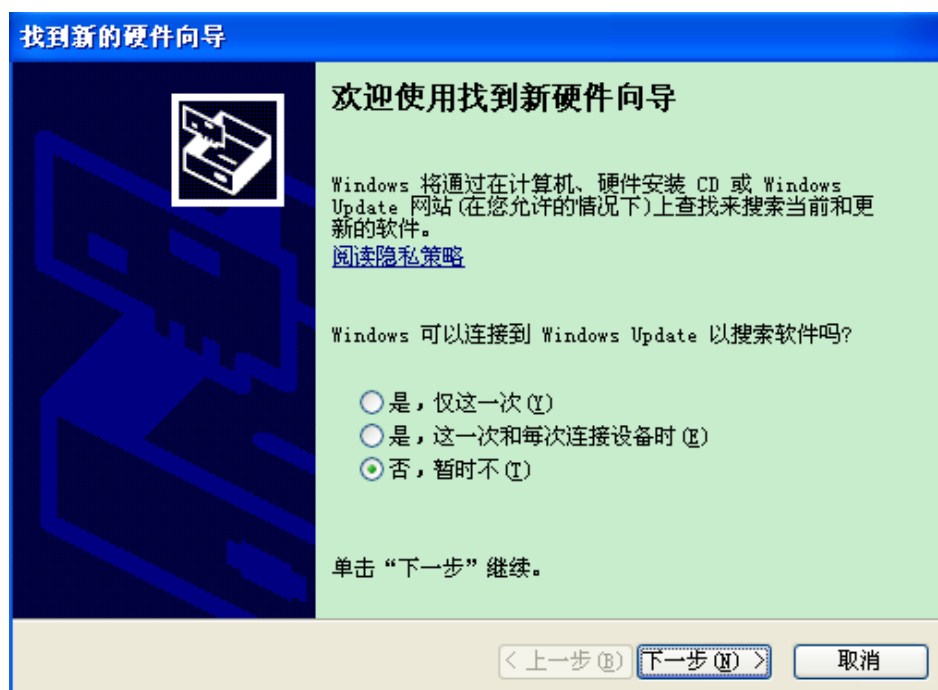 找到新的硬件向导
欢迎使用找到新硬件向导
Windows 将通过在计算机、硬件安装 CD 或 Windows
Update 网站(在您允许的情况下)上查找来搜索当前和更
新的软件。
阅读隐私策略
Windows 可以连接到 Windows Update 以搜索软件吗?
是，仅这一次(Y)
是，这一次和每次连接设备时(E)
否，暂时不(T)
单击“下一步”继续。
< 上一步(B) 下一步(N) > 取消